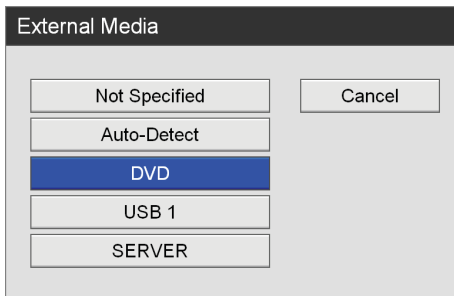 External Media
Not Specified
Cancel
Auto-Detect
DVD
USB 1
SERVER